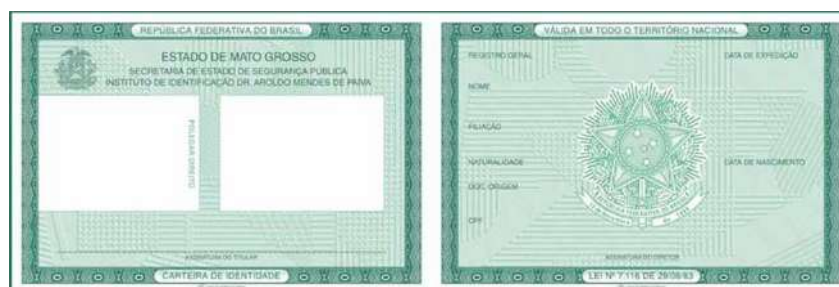 REPÚBLICA FEDERATIVA DO BRASIL
ESTADO DE MATO GROSSO
SECRETARIA DE ESTADO DE SEGURANÇA PÚBLICA
INSTITUTO DE IDENTIFICAÇÃO DR. AROLDO MENDES DE PAIVA
POLEGAR DIREITO
ASSINATURA DO TITULAR
CARTEIRA DE IDENTIDADE
VÁLIDA EM TODO O TERRITÓRIO NACIONAL
REGISTRO GERAL
DATA DE EXPEDIÇÃO
NOME
FILIAÇÃO
NATURALIDADE
DATA DE NASCIMENTO
DOC. ORIGEM
CPF
ASSINATURA DO DIRETOR
LEI Nº 7.116 DE 29/08/83